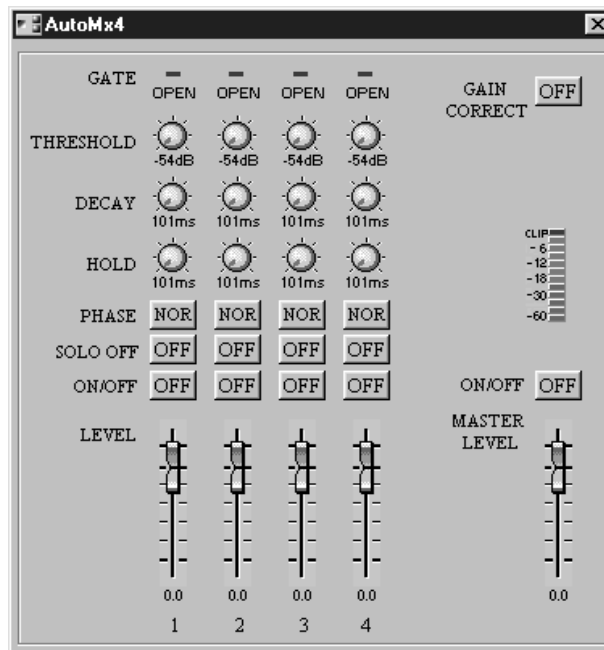 AutoMx4
GATE
OPEN OPEN OPEN OPEN
GAIN
CORRECT
OFF
THRESHOLD
-54dB -54dB -54dB -54dB
DECAY
101ms 101ms 101ms 101ms
HOLD
101ms 101ms 101ms 101ms
CLIP
-6
-12
-18
-30
-60
PHASE NOR NOR NOR NOR
SOLO OFF OFF OFF OFF OFF
ON/OFF OFF OFF OFF OFF
ON/OFF OFF
LEVEL
MASTER
LEVEL
0.0 0.0 0.0 0.0 0.0
1 2 3 4